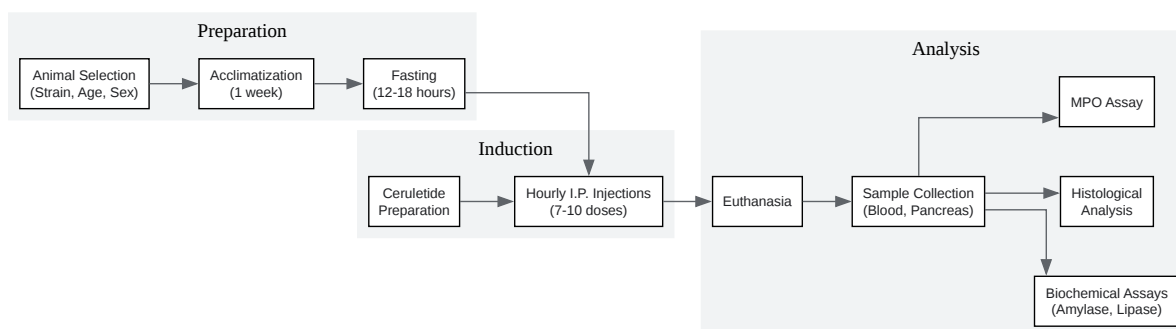 Preparation
Animal Selection
(Strain, Age, Sex)
Acclimatization
(1 week)
Fasting
(12-18 hours)
Induction
Ceruletide
Preparation
Hourly I.P. Injections
(7-10 doses)
Analysis
Euthanasia
Sample Collection
(Blood, Pancreas)
MPO Assay
Histological
Analysis
Biochemical Assays
(Amylase, Lipase)